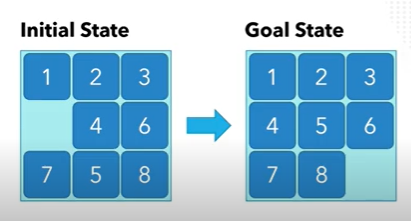 Initial State
Goal State
1 2 3
4 6
7 5 8
1 2 3
4 5 6
7 8